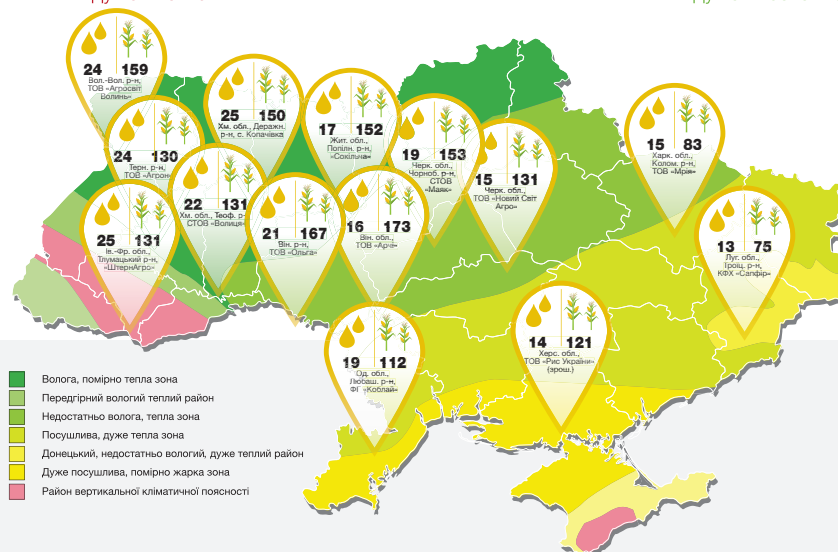 24 159
Вол.-Вол. р-н,
ТОВ «Агросвіт
Волинь»
25 150
Хм. обл., Деражн.
р-н, с. Копачівка
17 152
Жит. обл.,
Попілн. р-н,
«Сокільча»
19 153
Черк. обл.,
Чорноб. р-н,
СТОВ
«Маяк»
15 131
Черк. обл.,
ТОВ «Новий Світ
Агро»
15 83
Харк. обл.,
Колом. р-н,
ТОВ «Мрія»
24 130
Терн. р-н,
ТОВ «Агрон»
22 131
Хм. обл., Теоф. р-н
СТОВ «Волиця»
25 131
Ів.-Фр. обл.,
Тлумацький р-н,
«ШтернАгро»
21 167
Він. р-н,
ТОВ «Ольга»
16 173
Він. обл.,
ТОВ «Арчі»
13 75
Луг. обл.,
Троїц. р-н,
КФХ «Сапфір»
19 112
Од. обл.,
Любаш. р-н,
ФГ «Коблай»
14 121
Херс. обл.,
ТОВ «Рис України»
(зрош.)
Волога, помірно тепла зона
Передгірний вологий теплий район
Недостатньо волога, тепла зона
Посушлива, дуже тепла зона
Донецький, недостатньо вологий, дуже теплий район
Дуже посушлива, помірно жарка зона
Район вертикальної кліматичної поясності